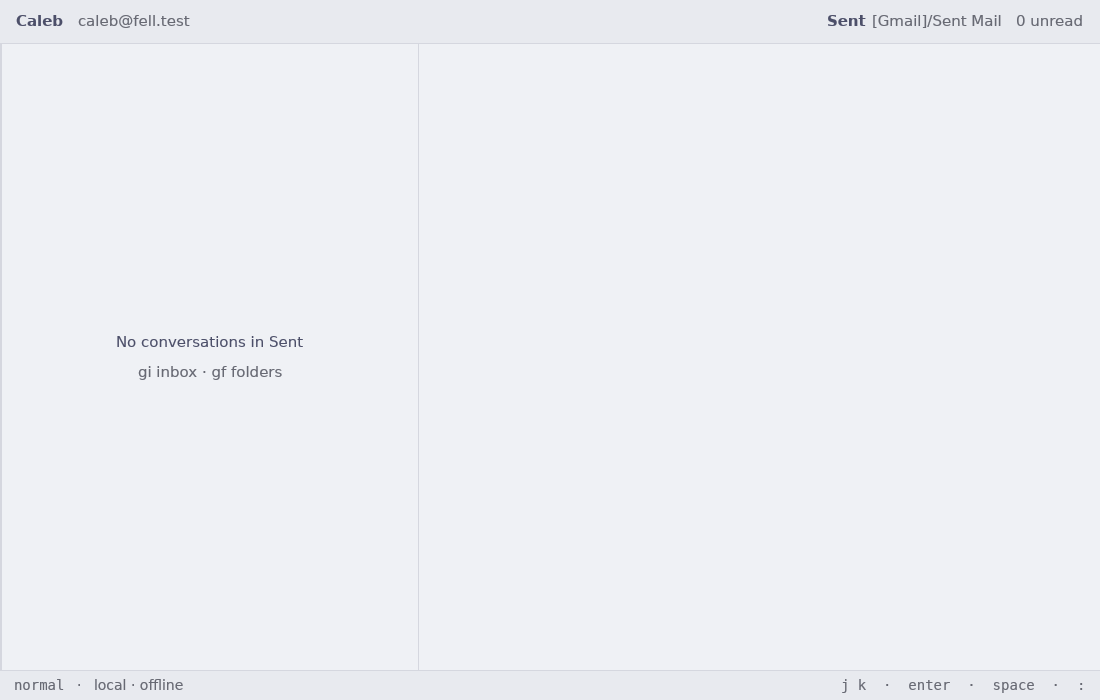 Caleb caleb@fell.test Sent [Gmail]/Sent Mail 0 unread
No conversations in Sent
gi inbox · gf folders
normal · local · offline j k · enter · space · :